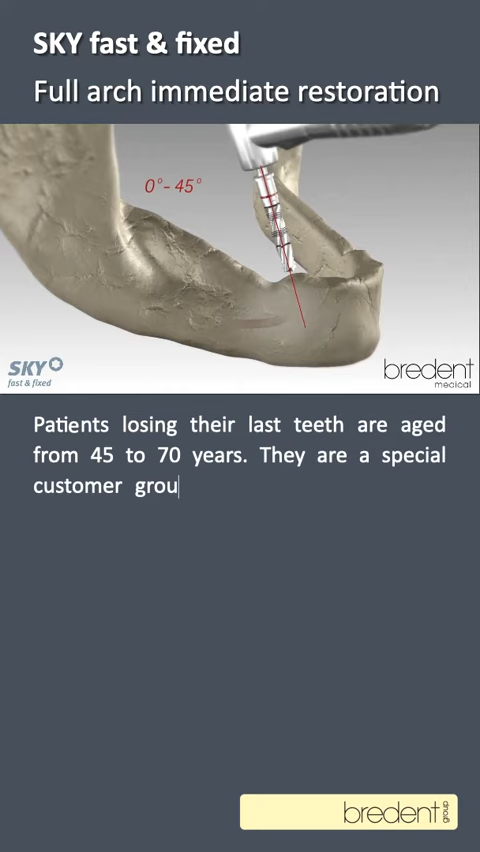 SKY fast & fixed
Full arch immediate restoration
0°- 45°
SKY
fast & fixed
bredent
medical
Patients losing their last teeth are aged
from 45 to 70 years. They are a special
customer grou
bredent group